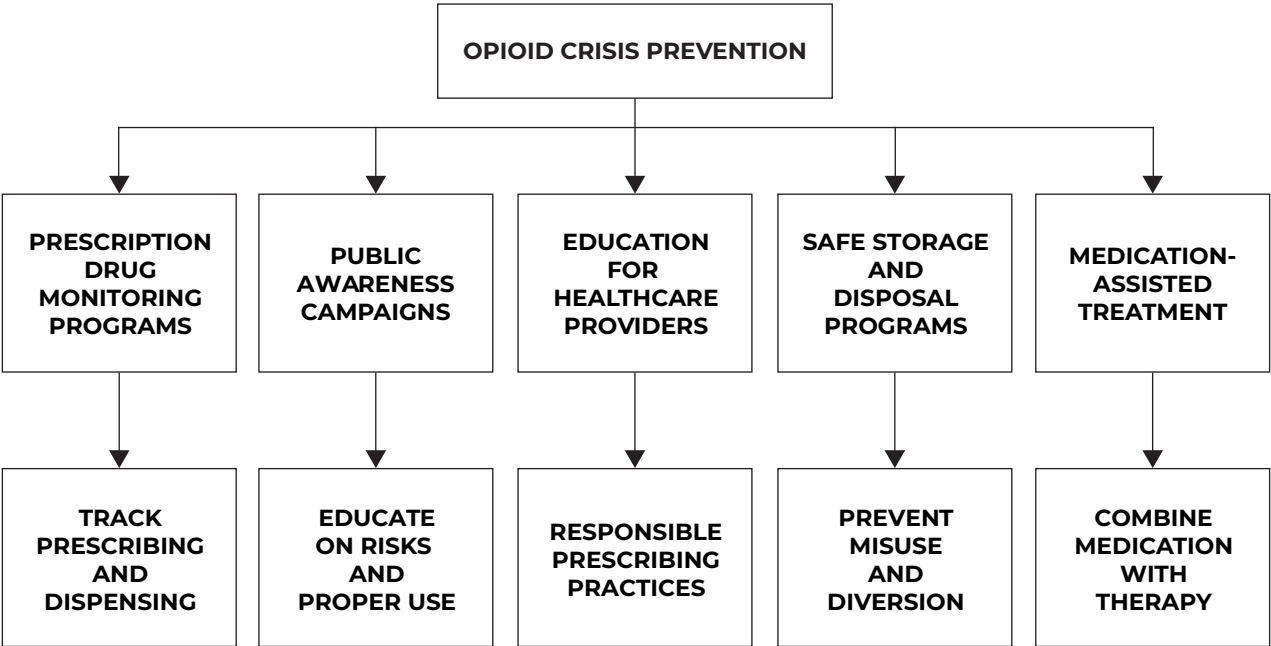 OPIOID CRISIS PREVENTION
PRESCRIPTION
DRUG
MONITORING
PROGRAMS
PUBLIC
AWARENESS
CAMPAIGNS
EDUCATION
FOR
HEALTHCARE
PROVIDERS
SAFE STORAGE
AND
DISPOSAL
PROGRAMS
MEDICATION-
ASSISTED
TREATMENT
TRACK
PRESCRIBING
AND
DISPENSING
EDUCATE
ON RISKS
AND
PROPER USE
RESPONSIBLE
PRESCRIBING
PRACTICES
PREVENT
MISUSE
AND
DIVERSION
COMBINE
MEDICATION
WITH
THERAPY